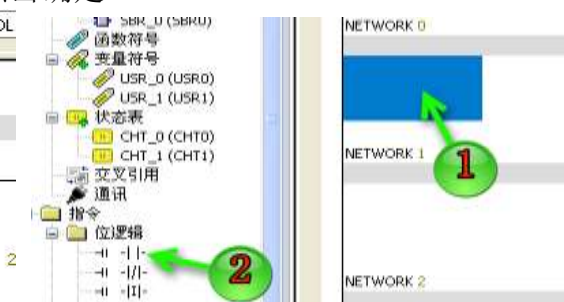 OL
SBR_0 (SBR0)
函数符号
变量符号
USR_0 (USR0)
USR_1 (USR1)
状态表
CHT_0 (CHT0)
CHT_1 (CHT1)
交叉引用
通讯
指令
位逻辑
-| |-
-|/|-
-|I|-
2
2
NETWORK 0
1
NETWORK 1
NETWORK 2